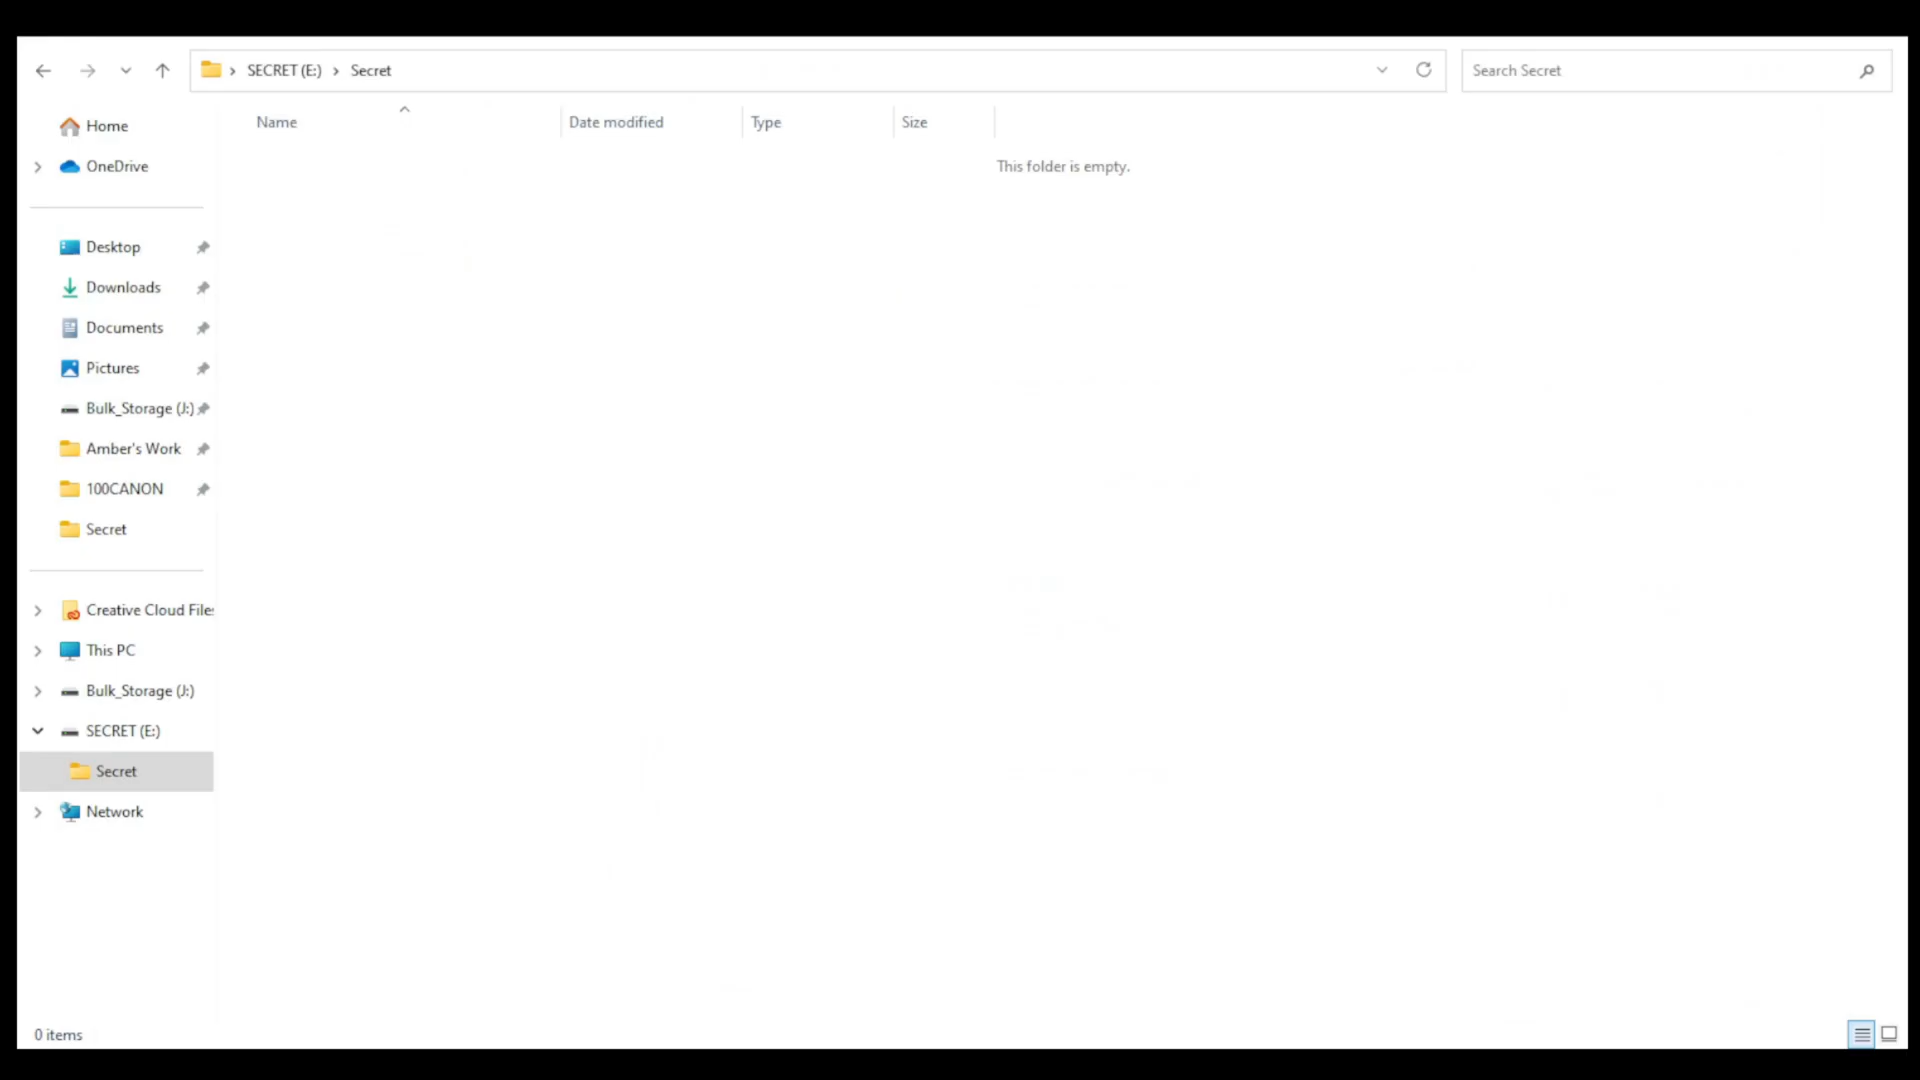 SECRET (E:) Secret
Search Secret
Home
OneDrive
Desktop
Downloads
Documents
Pictures
Bulk_Storage (J:)
Amber's Work
100CANON
Secret
Creative Cloud Files
This PC
Bulk_Storage (J:)
SECRET (E:)
Secret
Network
Name Date modified Type Size
This folder is empty.
0 items